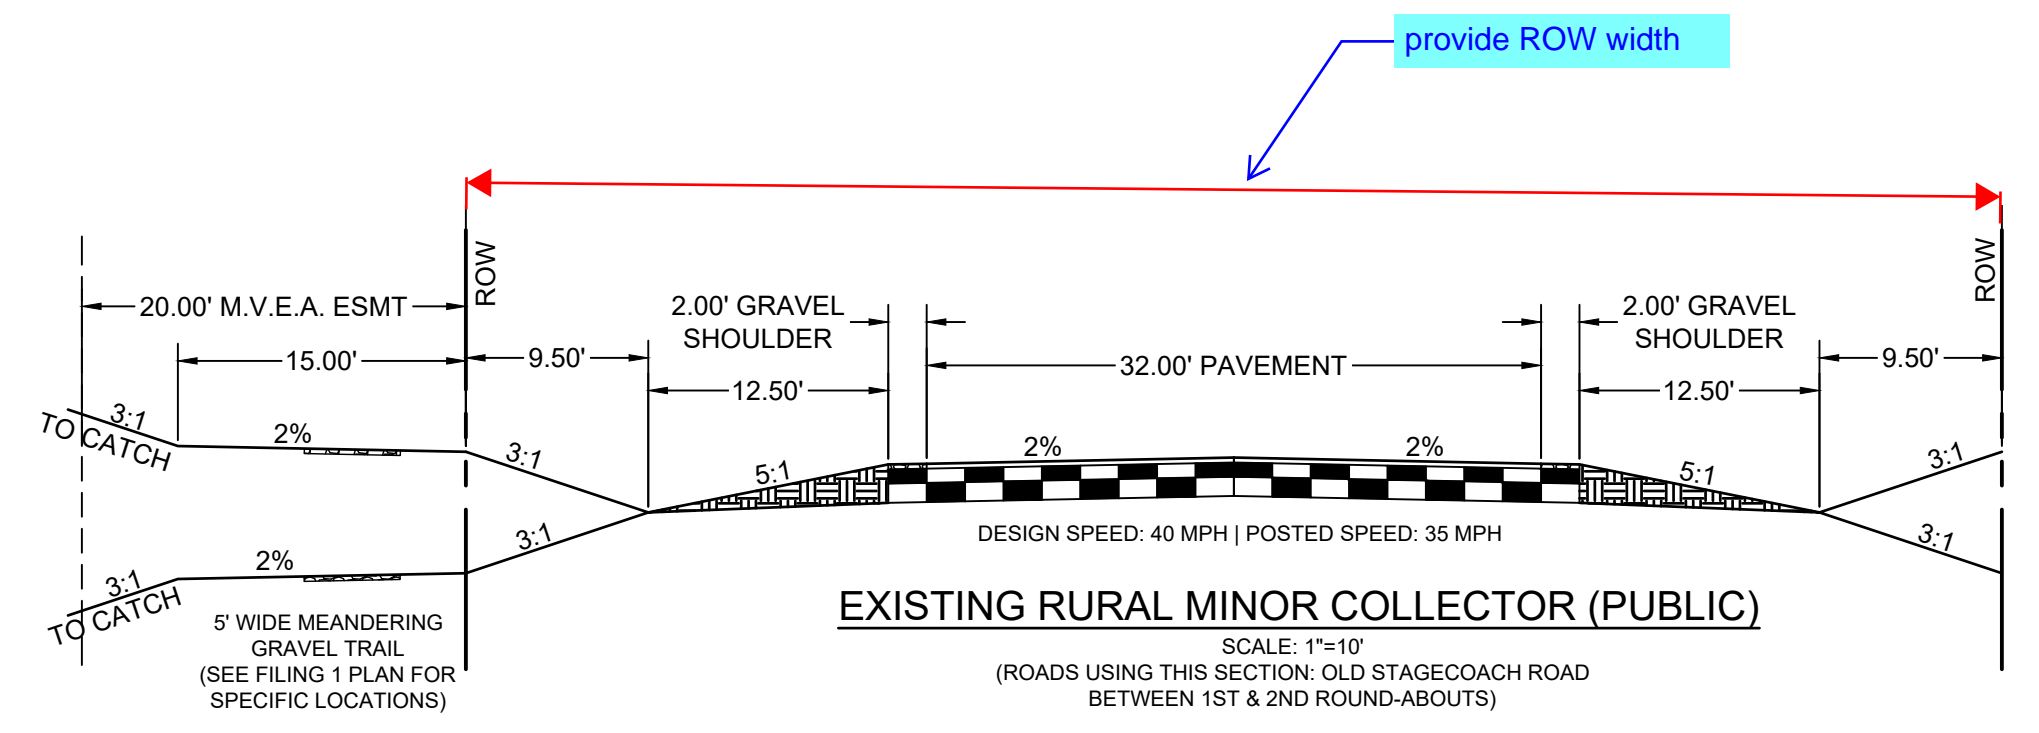 provide ROW width
ROW
ROW
20.00' M.V.E.A. ESMT
2.00' GRAVEL
SHOULDER
2.00' GRAVEL
SHOULDER
15.00'
9.50'
32.00' PAVEMENT
9.50'
12.50'
12.50'
3:1
TO CATCH
2%
3:1
5:1
2%
2%
5:1
3:1
3:1
TO CATCH
2%
3:1
3:1
DESIGN SPEED: 40 MPH | POSTED SPEED: 35 MPH
5' WIDE MEANDERING
GRAVEL TRAIL
(SEE FILING 1 PLAN FOR
SPECIFIC LOCATIONS)
EXISTING RURAL MINOR COLLECTOR (PUBLIC)
SCALE: 1"=10'
(ROADS USING THIS SECTION: OLD STAGECOACH ROAD
BETWEEN 1ST & 2ND ROUND-ABOUTS)